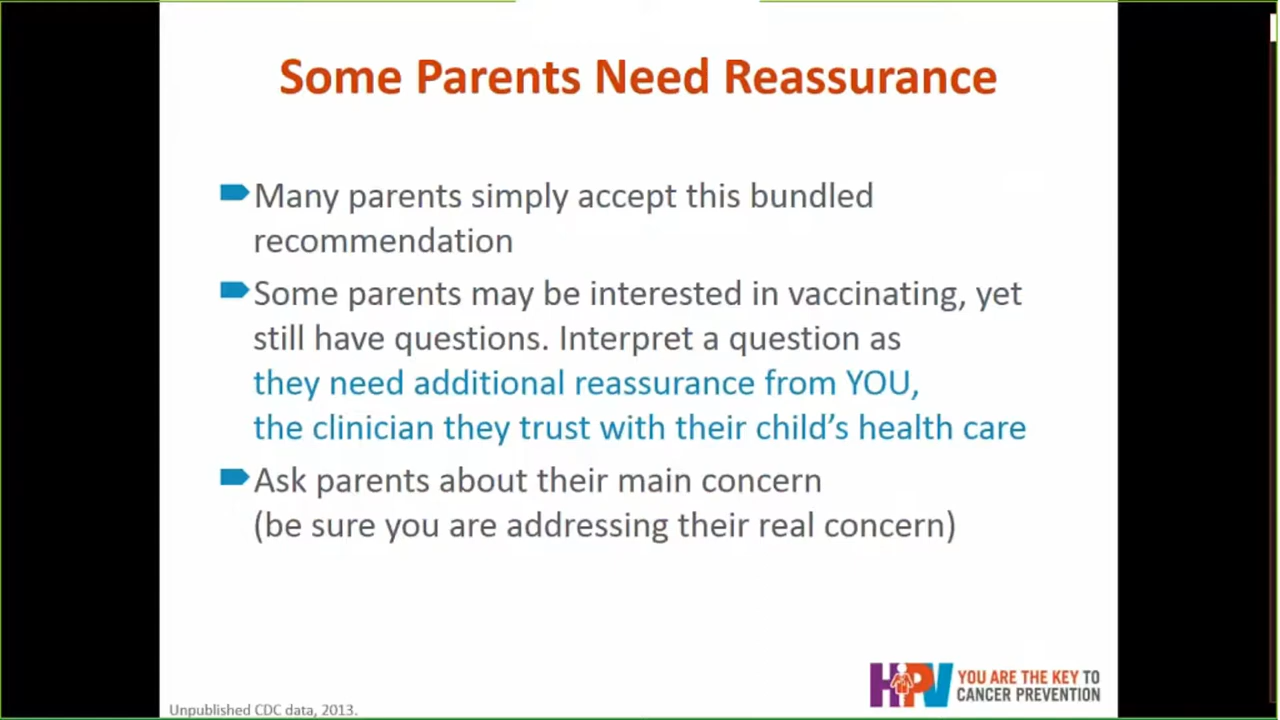 Some Parents Need Reassurance
Many parents simply accept this bundled
recommendation
Some parents may be interested in vaccinating, yet
still have questions. Interpret a question as
they need additional reassurance from YOU,
the clinician they trust with their child’s health care
Ask parents about their main concern
(be sure you are addressing their real concern)
HPV YOU ARE THE KEY TO
CANCER PREVENTION
Unpublished CDC data, 2013.